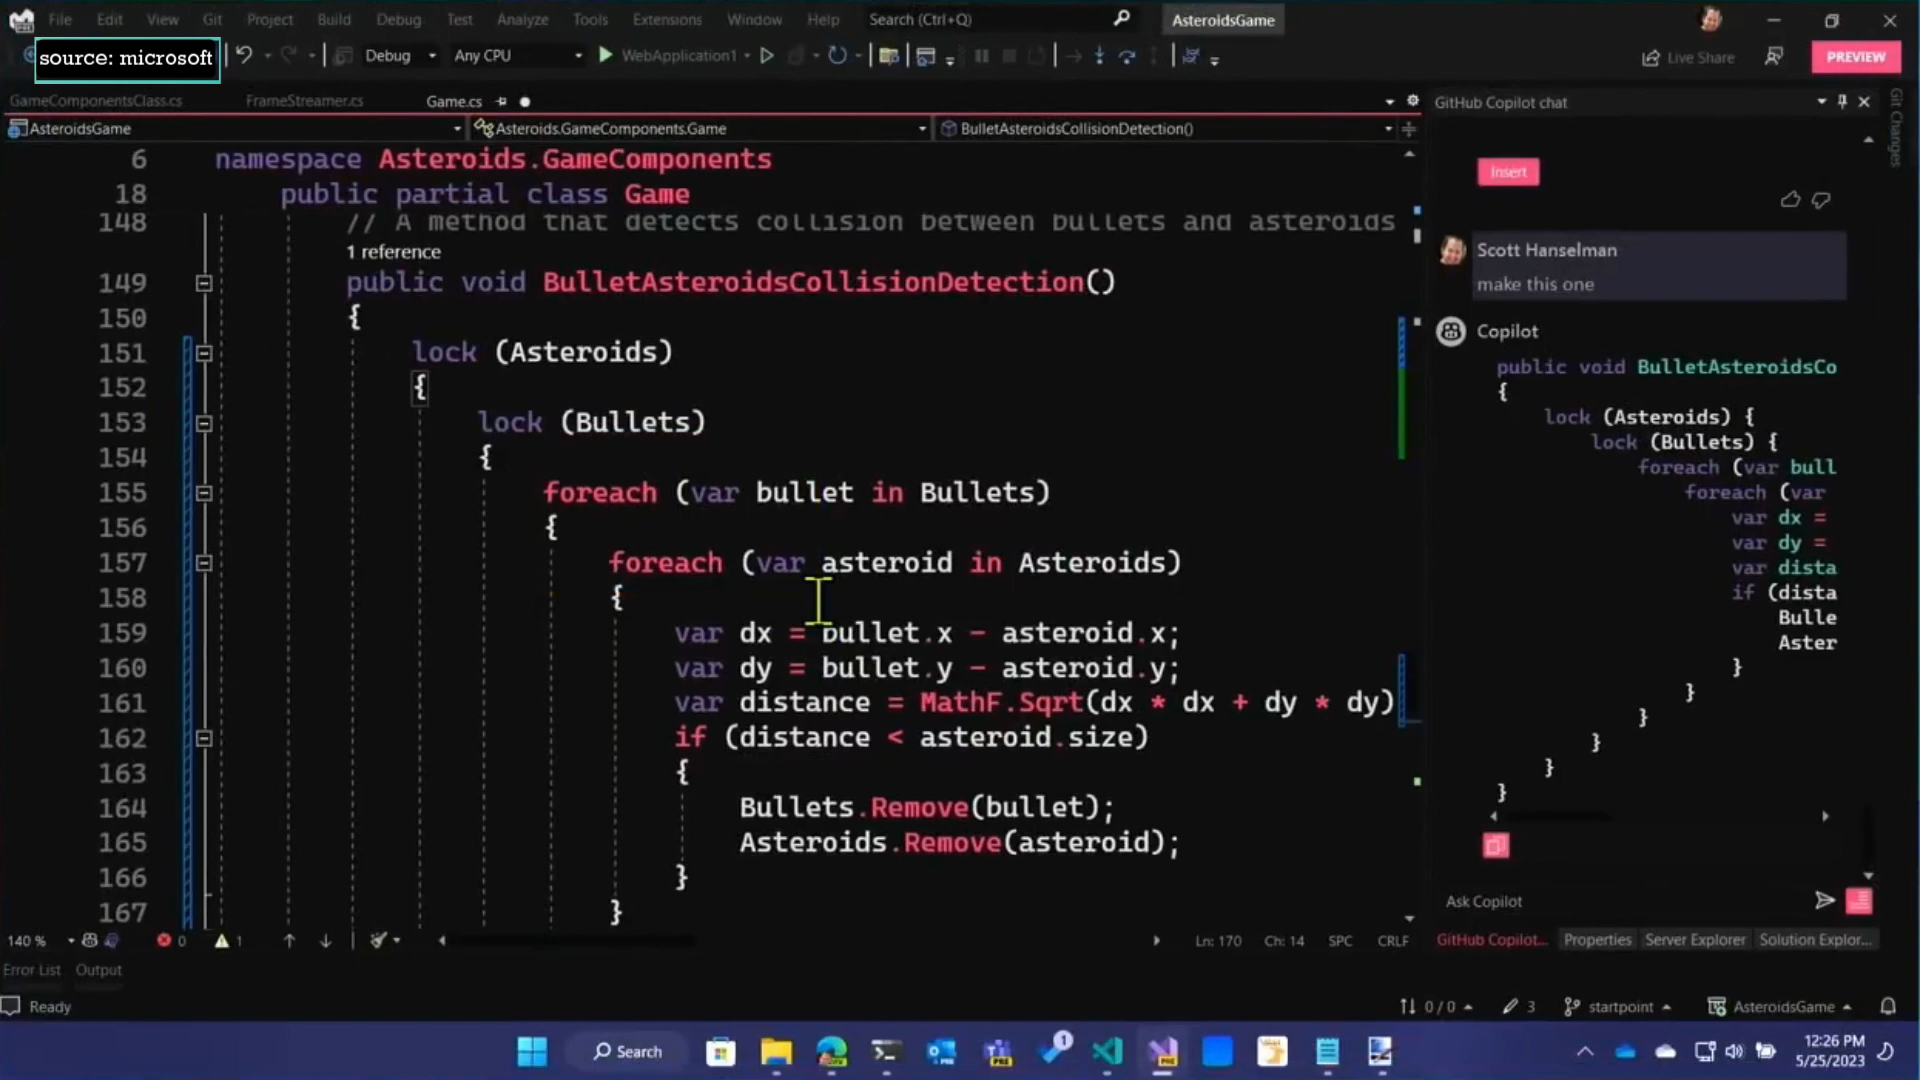 File Edit View Git Project Build Debug Test Analyze Tools Extensions Window Help Search (Ctrl+Q) AsteroidsGame
source: microsoft
Debug Any CPU WebApplication1 Live Share PREVIEW
GameComponentsClass.cs FrameStreamer.cs Game.cs
AsteroidsGame Asteroids.GameComponents.Game BulletAsteroidsCollisionDetection()
6 namespace Asteroids.GameComponents
18 public partial class Game
148 // A method that detects collision between bullets and asteroids
1 reference
149 public void BulletAsteroidsCollisionDetection()
150 {
151 lock (Asteroids)
152 {
153 lock (Bullets)
154 {
155 foreach (var bullet in Bullets)
156 {
157 foreach (var asteroid in Asteroids)
158 {
159 var dx = bullet.x - asteroid.x;
160 var dy = bullet.y - asteroid.y;
161 var distance = MathF.Sqrt(dx * dx + dy * dy)
162 if (distance < asteroid.size)
163 {
164 Bullets.Remove(bullet);
165 Asteroids.Remove(asteroid);
166 }
167 }
140 % 0 1 Ln: 170 Ch: 14 SPC CRLF
Error List Output
Ready
GitHub Copilot chat
Git Changes
Insert
Scott Hanselman
make this one
Copilot
public void BulletAsteroidsCo
{
lock (Asteroids) {
lock (Bullets) {
foreach (var bull
foreach (var
var dx =
var dy =
var dista
if (dista
Bulle
Aster
}
}
}
}
}
}
Ask Copilot
GitHub Copilot... Properties Server Explorer Solution Explor...
0 / 0 3 startpoint AsteroidsGame
Search 1 12:26 PM
5/25/2023